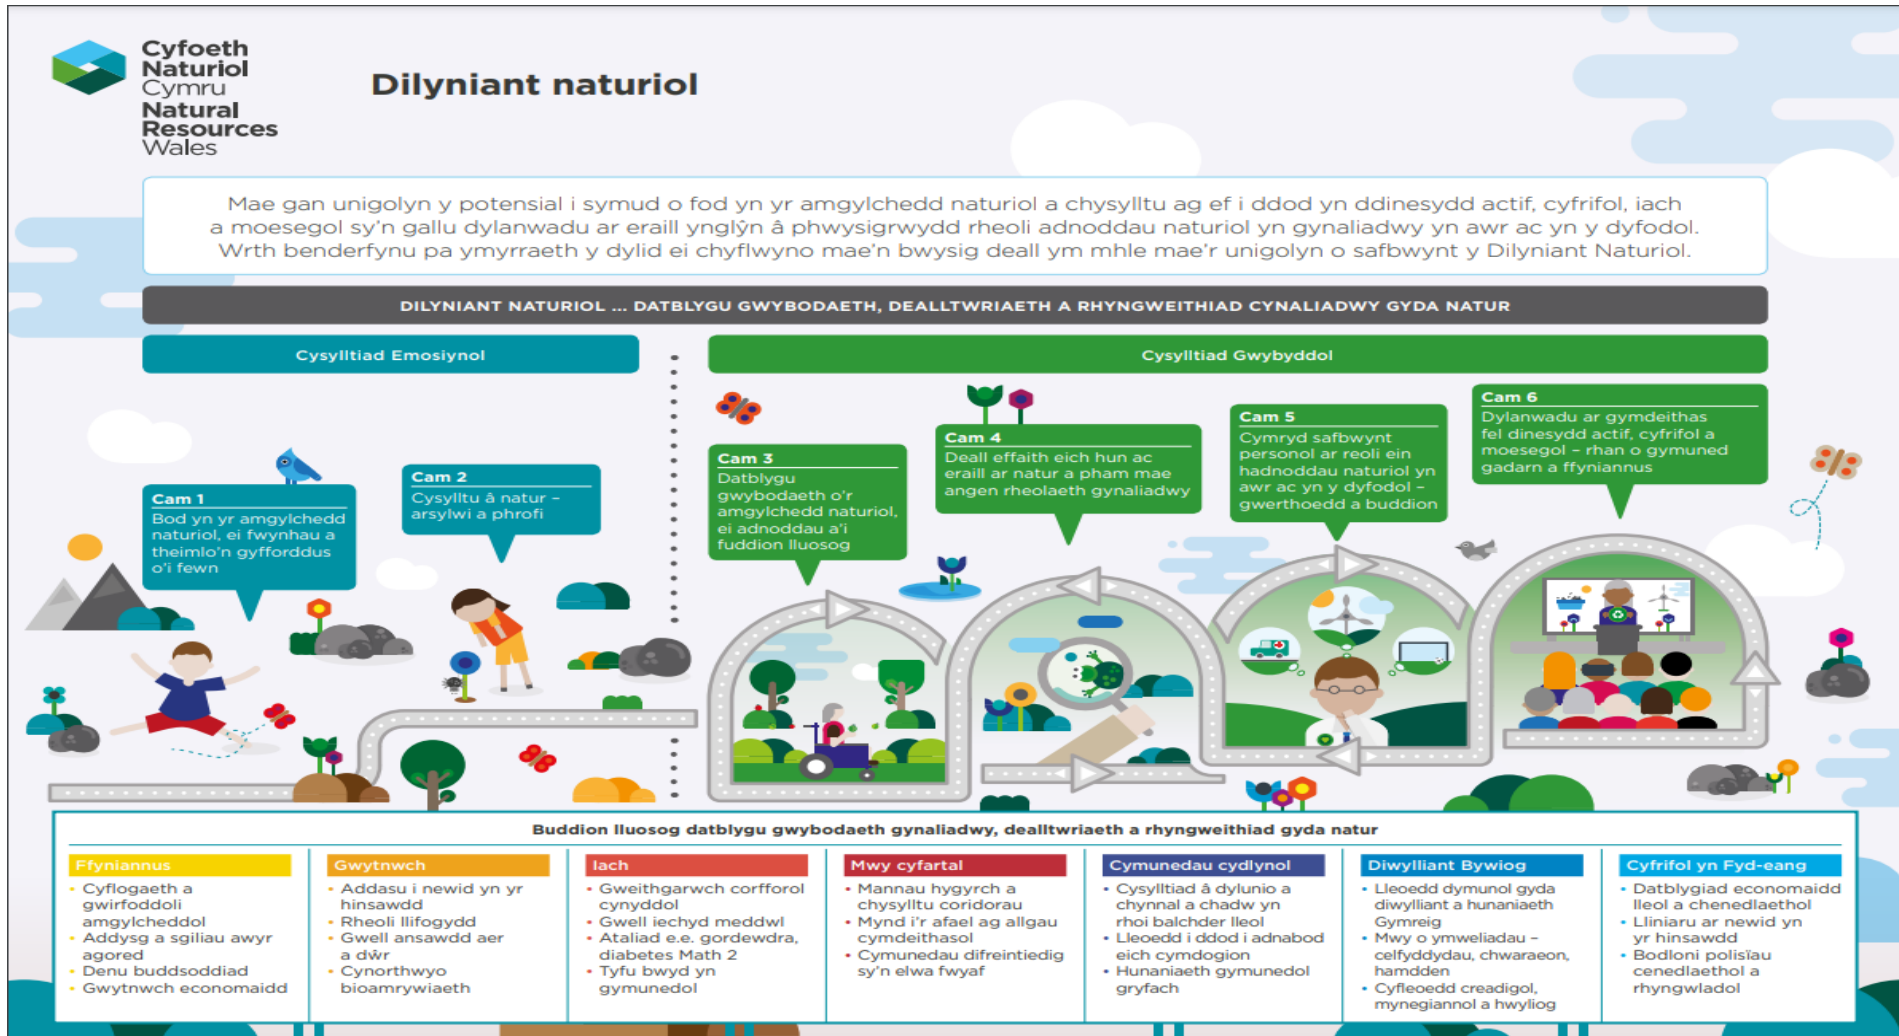 Cyfoeth
Naturiol
Cymru
Natural
Resources
Wales
Dilyniant naturiol
Mae gan unigolyn y potensial i symud o fod yn yr amgylchedd naturiol a chysylltu ag ef i ddod yn ddinesydd actif, cyfrifol, iach
a moesegol sy'n gallu dylanwadu ar eraill ynglŷn â phwysigrwydd rheoli adnoddau naturiol yn gynaliadwy yn awr ac yn y dyfodol.
Wrth benderfynu pa ymyrraeth y dylid ei chyflwyno mae'n bwysig deall ym mhle mae'r unigolyn o safbwynt y Dilyniant Naturiol.
DILYNIANT NATURIOL ... DATBLYGU GWYBODAETH, DEALLTWRIAETH A RHYNGWEITHIAD CYNALIADWY GYDA NATUR
Cysylltiad Emosiynol
Cysylltiad Gwybyddol
Cam 1
Bod yn yr amgylchedd
naturiol, ei fwynhau a
theimlo'n gyfforddus
o'i fewn
Cam 2
Cysylltu â natur –
arsylwi a phrofi
Cam 3
Datblygu
gwybodaeth o'r
amgylchedd naturiol,
ei adnoddau a'i
fuddion lluosog
Cam 4
Deall effaith eich hun ac
eraill ar natur a pham mae
angen rheolaeth gynaliadwy
Cam 5
Cymryd safbwynt
personol ar reoli ein
hadnoddau naturiol yn
awr ac yn y dyfodol –
gwerthoedd a buddion
Cam 6
Dylanwadu ar gymdeithas
fel dinesydd actif, cyfrifol a
moesegol – rhan o gymuned
gadarn a ffyniannus
Buddion lluosog datblygu gwybodaeth gynaliadwy, dealltwriaeth a rhyngweithiad gyda natur
Ffyniannus
• Cyflogaeth a
gwirfoddoli
amgylcheddol
• Addysg a sgiliau awyr
agored
• Denu buddsoddiad
• Gwytnwch economaidd
Gwytnwch
• Addasu i newid yn yr
hinsawdd
• Rheoli llifogydd
• Gwell ansawdd aer
a dŵr
• Cynorthwyo
bioamrywiaeth
Iach
• Gweithgarwch corfforol
cynyddol
• Gwell iechyd meddwl
• Ataliad e.e. gordewdra,
diabetes Math 2
• Tyfu bwyd yn
gymunedol
Mwy cyfartal
• Mannau hygyrch a
chysylltu coridorau
• Mynd i'r afael ag allgau
cymdeithasol
• Cymunedau difreintiedig
sy'n elwa fwyaf
Cymunedau cydlynol
• Cysylltiad â dylunio a
chynnal a chadw yn
rhoi balchder lleol
• Lleoedd i ddod i adnabod
eich cymdogion
• Hunaniaeth gymunedol
gryfach
Diwylliant Bywiog
• Lleoedd dymunol gyda
diwylliant a hunaniaeth
Gymreig
• Mwy o ymweliadau –
celfyddydau, chwaraeon,
hamdden
• Cyfleoedd creadigol,
mynegiannol a hwyliog
Cyfrifol yn Fyd-eang
• Datblygiad economaidd
lleol a chenedlaethol
• Lliniaru ar newid yn
yr hinsawdd
• Bodloni polisïau
cenedlaethol a
rhyngwladol